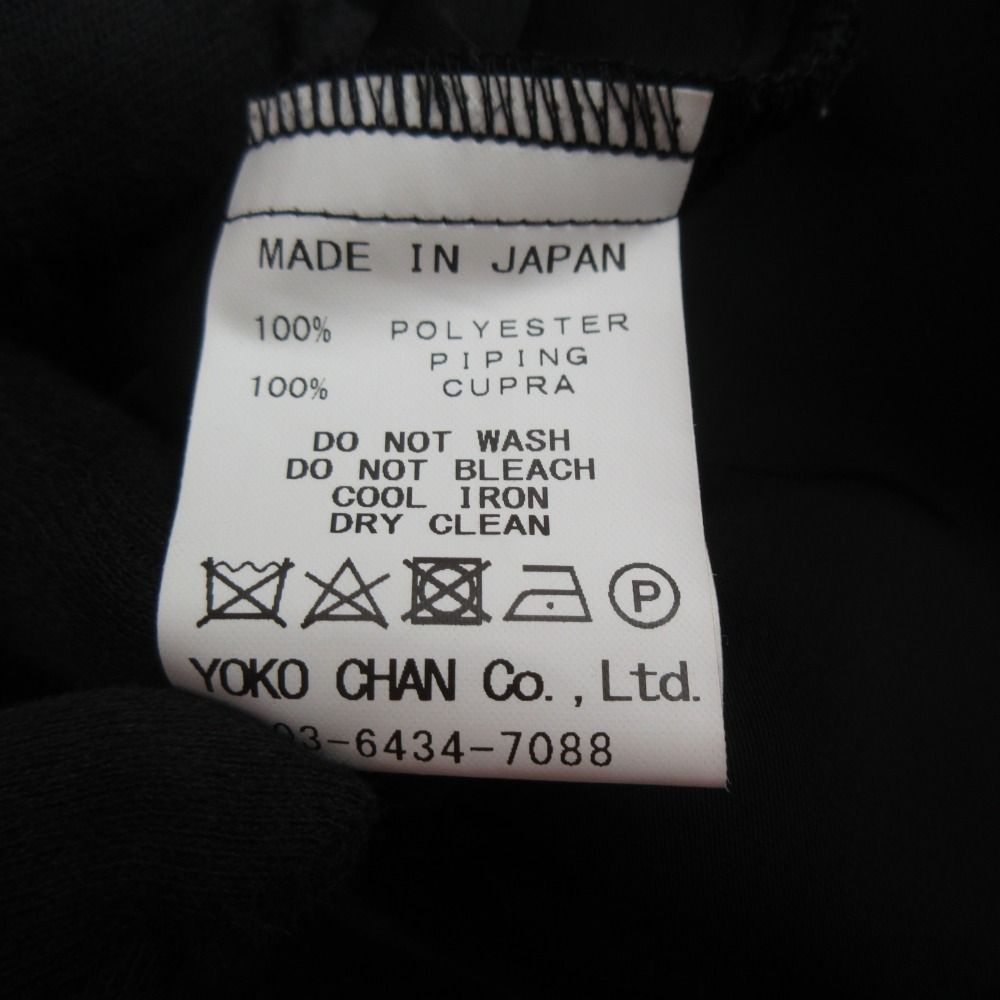 MADE IN JAPAN
100% POLYESTER
PIPING
100% CUPRA
DO NOT WASH
DO NOT BLEACH
COOL IRON
DRY CLEAN
P
YOKO CHAN Co.,Ltd.
03-6434-7088